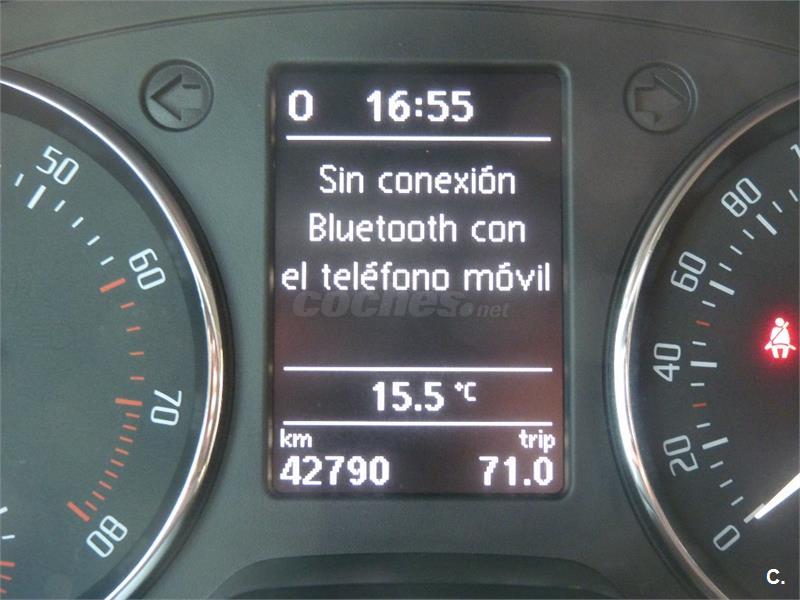 O 16:55
Sin conexión
Bluetooth con
el teléfono móvil
coches.net
15.5 °C
km trip
42790 71.0
50
60
70
80
80
60
40
20
0
C.